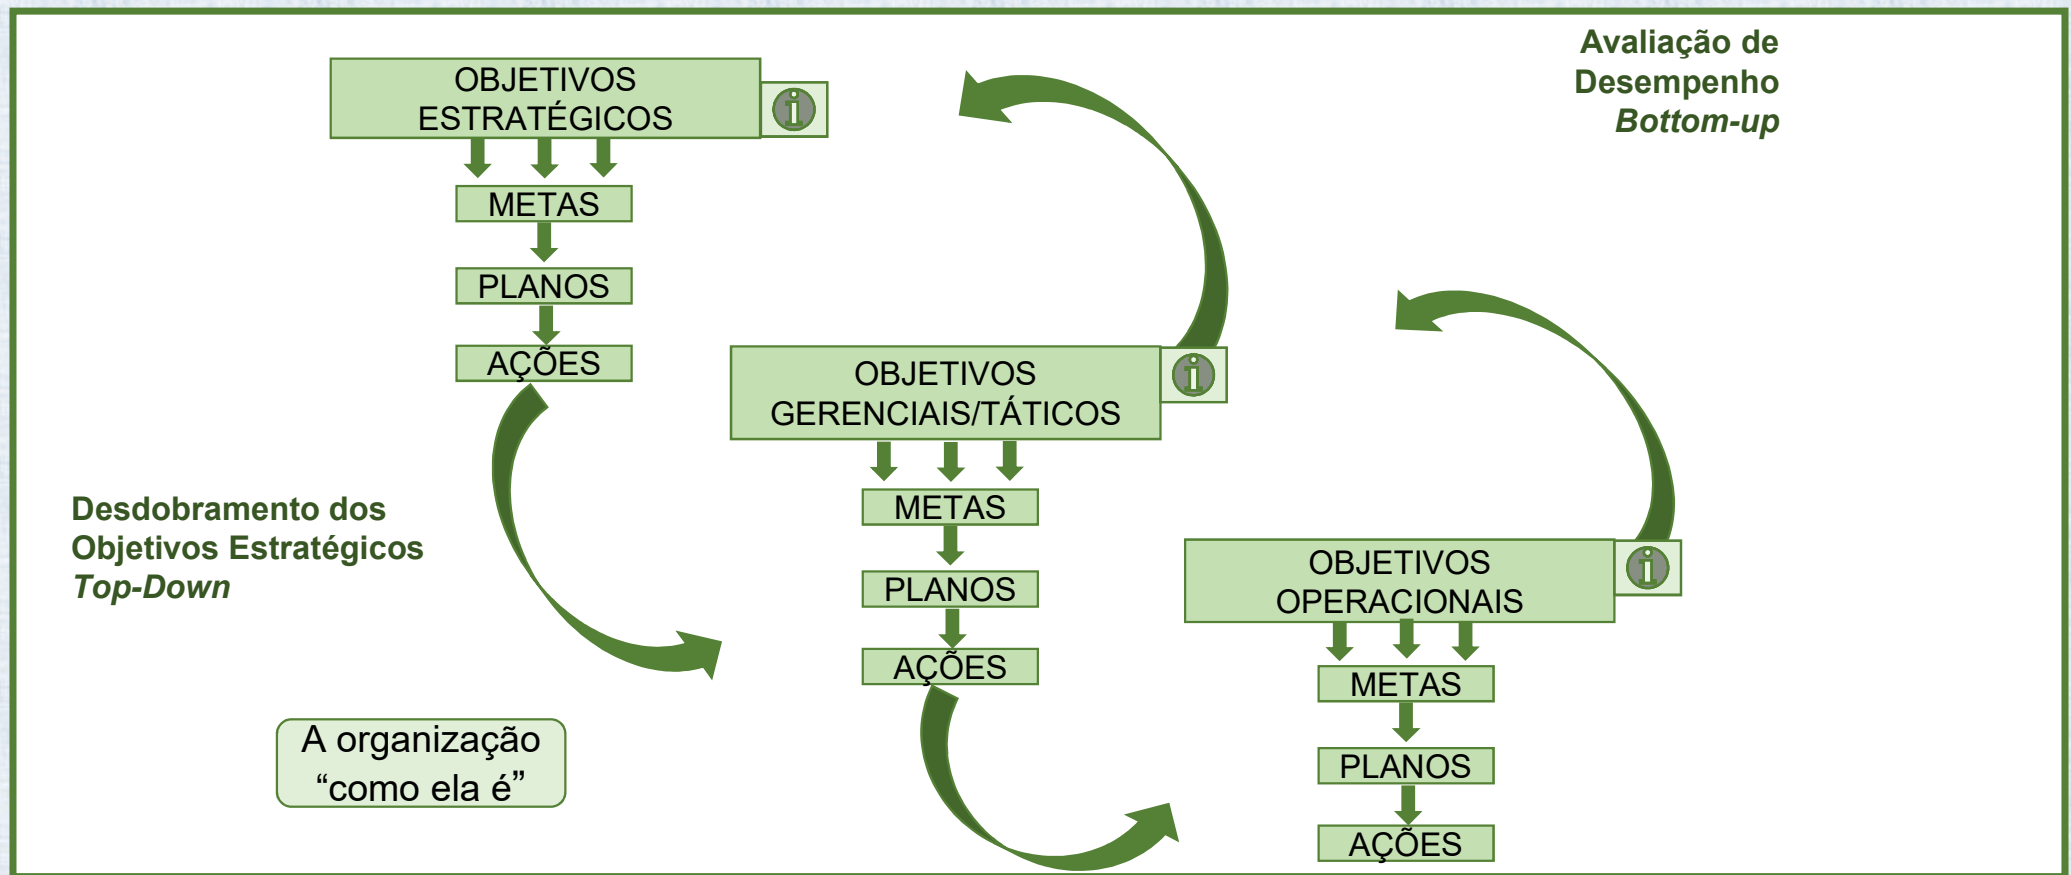 Avaliação de
Desempenho
Bottom-up
OBJETIVOS
ESTRATÉGICOS
METAS
PLANOS
AÇÕES
OBJETIVOS
GERENCIAIS/TÁTICOS
METAS
PLANOS
AÇÕES
Desdobramento dos
Objetivos Estratégicos
Top-Down
OBJETIVOS
OPERACIONAIS
METAS
PLANOS
AÇÕES
A organização
“como ela é”